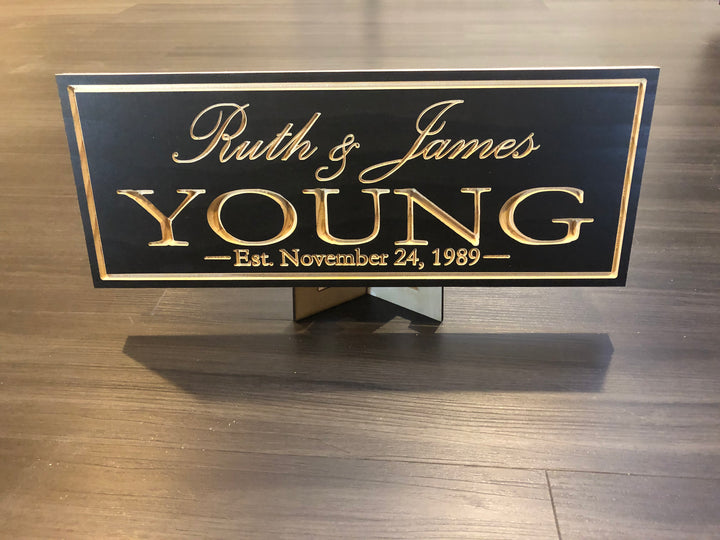 Ruth & James
YOUNG
—Est. November 24, 1989—